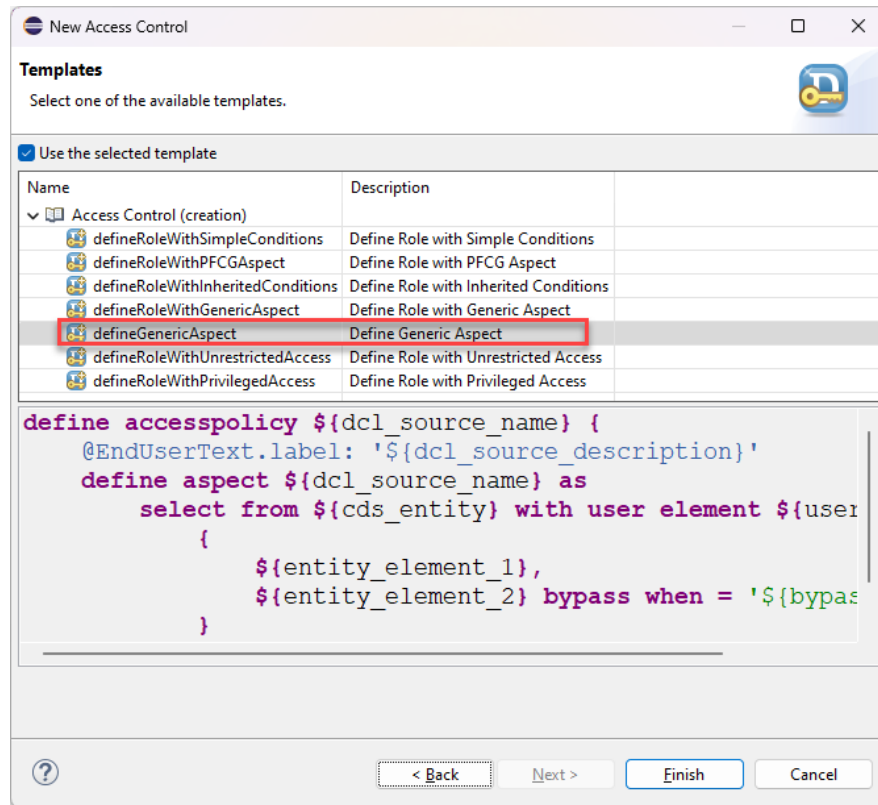 New Access Control
Templates
Select one of the available templates.
Use the selected template
Name Description
Access Control (creation)
defineRoleWithSimpleConditions Define Role with Simple Conditions
defineRoleWithPFCGAspect Define Role with PFCG Aspect
defineRoleWithInheritedConditions Define Role with Inherited Conditions
defineRoleWithGenericAspect Define Role with Generic Aspect
defineGenericAspect Define Generic Aspect
defineRoleWithUnrestrictedAccess Define Role with Unrestricted Access
defineRoleWithPrivilegedAccess Define Role with Privileged Access
define accesspolicy ${dcl_source_name} {
@EndUserText.label: '${dcl_source_description}'
define aspect ${dcl_source_name} as
select from ${cds_entity} with user element ${user
{
${entity_element_1},
${entity_element_2} bypass when = '${bypas
}
< Back Next > Finish Cancel